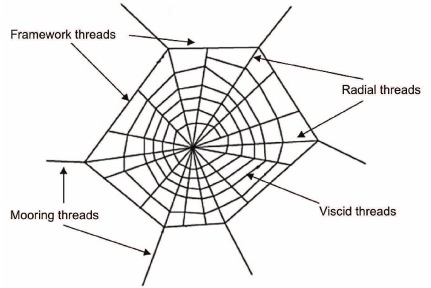 Framework threads
Radial threads
Viscid threads
Mooring threads